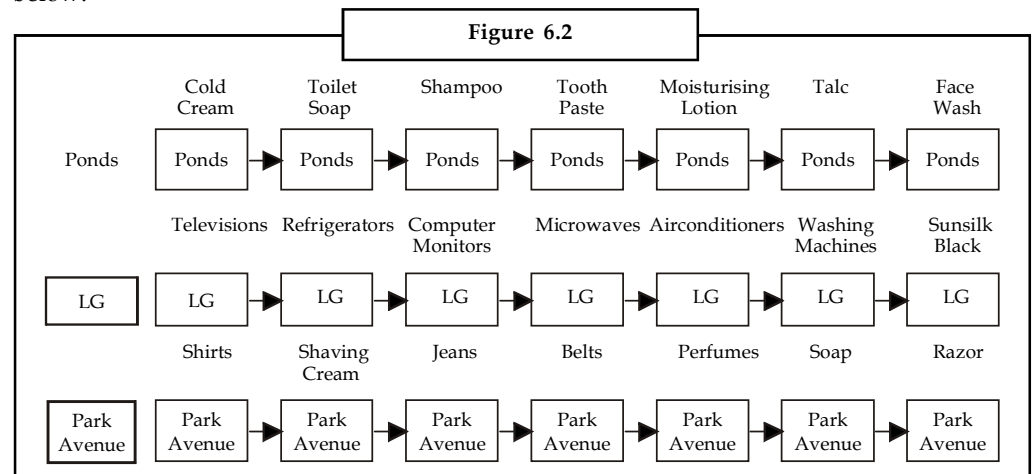 below.
Figure 6.2
Cold Toilet Shampoo Tooth Moisturising Talc Face
Cream Soap Paste Lotion Wash
Ponds Ponds Ponds Ponds Ponds Ponds Ponds Ponds
Televisions Refrigerators Computer Microwaves Airconditioners Washing Sunsilk
Monitors Machines Black
LG LG LG LG LG LG LG LG
Shirts Shaving Jeans Belts Perfumes Soap Razor
Cream
Park Park Park Park Park Park Park Park
Avenue Avenue Avenue Avenue Avenue Avenue Avenue Avenue